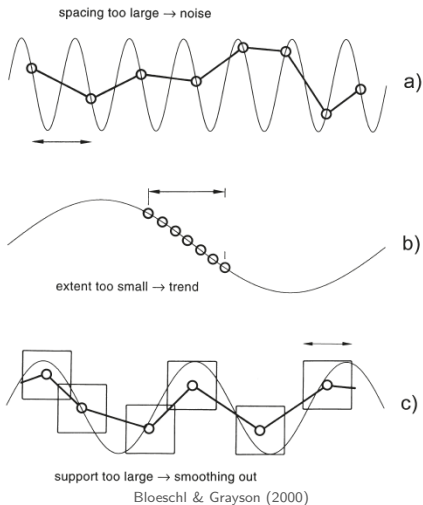 spacing too large → noise
a)
b)
extent too small → trend
c)
support too large → smoothing out
Bloeschl & Grayson (2000)